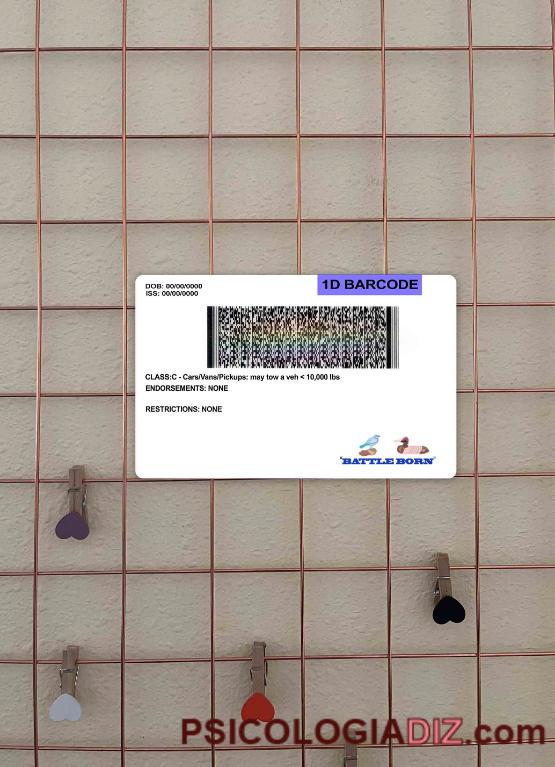 DOB: 00/00/0000
1D BARCODE
ISS: 00/00/0000
CLASS:C - Cars/Vans/Pickups: may tow a veh < 10,000 lbs
ENDORSEMENTS: NONE
RESTRICTIONS: NONE
"BATTLE BORN"
PSICOLOGIADIZ.com